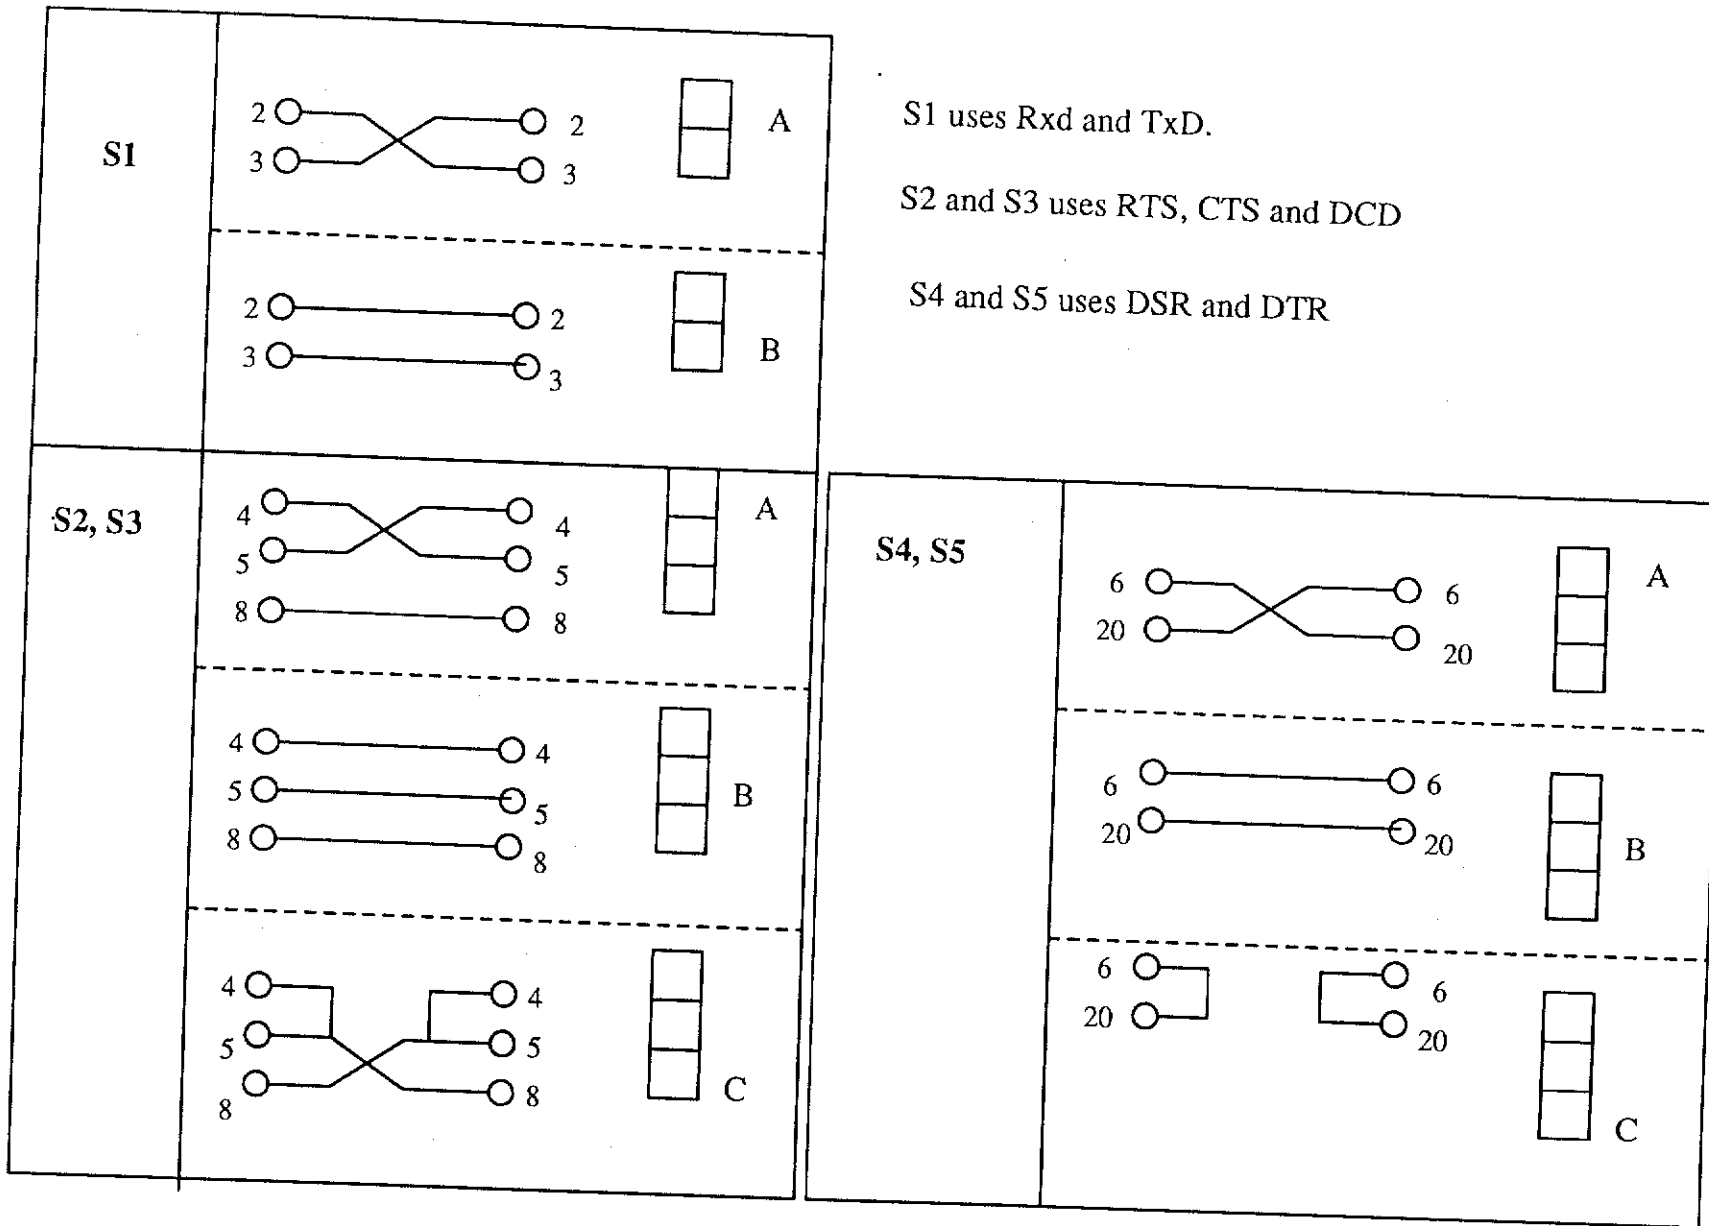 S1
2 2 A
3 3
2 2
3 3 B
S1 uses Rxd and TxD.
S2 and S3 uses RTS, CTS and DCD
S4 and S5 uses DSR and DTR
S2, S3
4 4 A
5 5
8 8
4 4
5 5 B
8 8
4 4
5 5
8 8 C
S4, S5
6 6 A
20 20
6 6
20 20 B
6 6
20 20
C